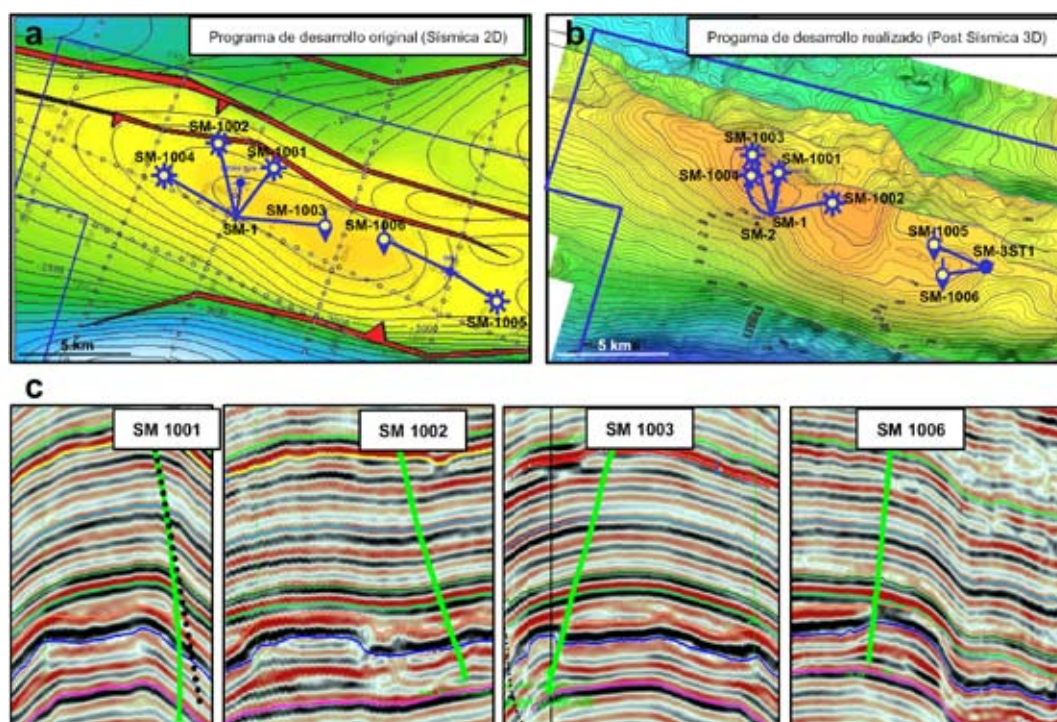 a
Programa de desarrollo original (Sísmica 2D)
SM-1002
SM-1001
SM-1004
SM-1003
SM-1006
SM-1
SM-1005
5 km
b
Progama de desarrollo realizado (Post Sísmica 3D)
SM-1003
SM-1001
SM-1004
SM-1002
SM-1
SM-2
SM-1005
SM-3ST1
SM-1006
5 km
c
SM 1001
SM 1002
SM 1003
SM 1006